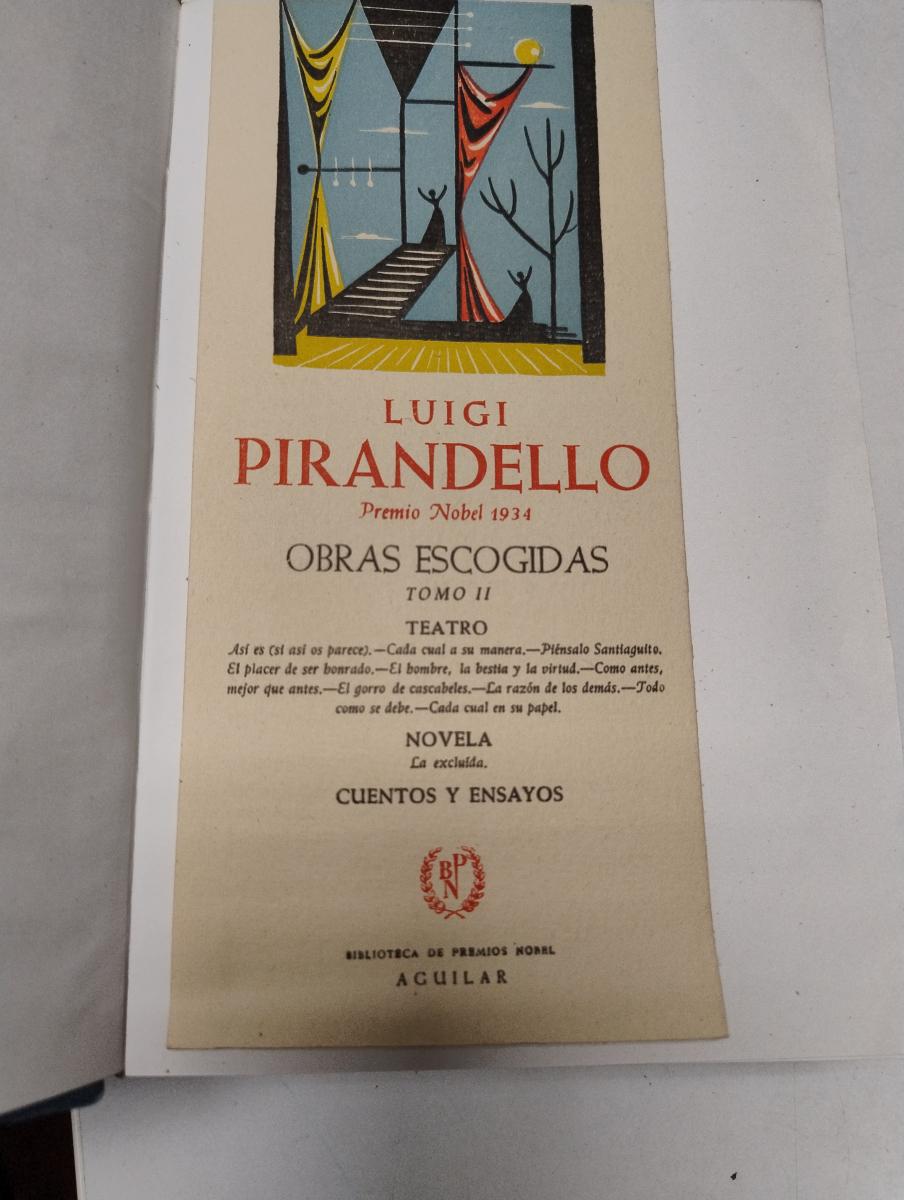 LUIGI
PIRANDELLO
Premio Nobel 1934
OBRAS ESCOGIDAS
TOMO II
TEATRO
Así es (si así os parece).—Cada cual a su manera.—Piénsalo Santiaguito.
El placer de ser honrado.—El hombre, la bestia y la virtud.—Como antes,
mejor que antes.—El gorro de cascabeles.—La razón de los demás.—Todo
como se debe.—Cada cual en su papel.
NOVELA
La excluída.
CUENTOS Y ENSAYOS
BPN
BIBLIOTECA DE PREMIOS NOBEL
AGUILAR